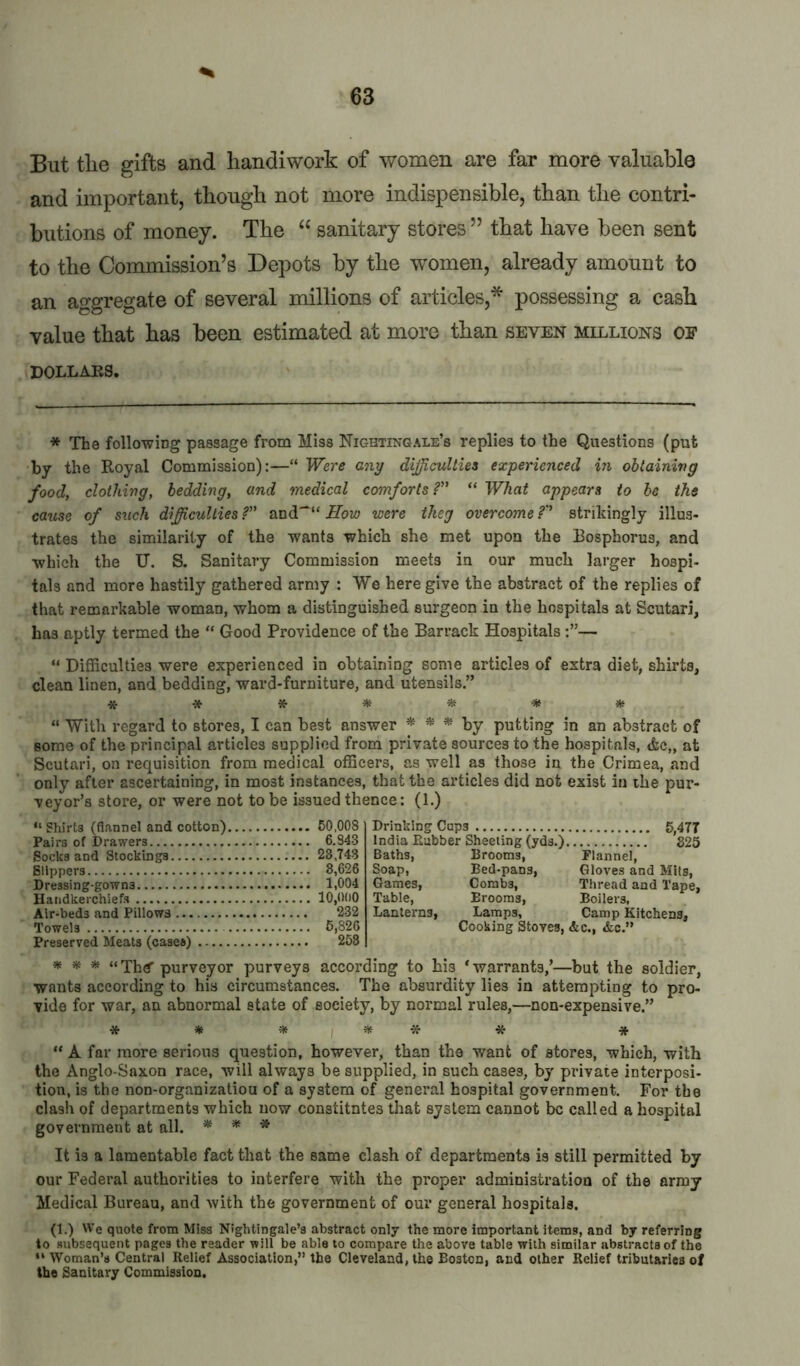 63
But the gifts and handiwork of women are far more valuable
and important, though not more indispensible, than the contri-
butions of money. The “ sanitary stores ” that have been sent
to the Commission’s Depots by the women, already amount to
an aggregate of several millions of articles,* possessing a cash
value that has been estimated at more than SEVEN MILLIONS OF
DOLLARS.
* The following passage from Miss NIGHTINGALE’S replies to the Questions (put
by the Royal Commission):—“ Were any difficulties experienced in obtaining
food, clothing, bedding, and medical comforts?” “ What appears to be the
cause of such difficulties?” and “ How were they overcome?” strikingly illus-
trates the similarity of the wants which she met upon the Bosphorus, and
which the U. S. Sanitary Commission meets in our much larger hospi-
tals and more hastily gathered army : We here give the abstract of the replies of
that remarkable woman, whom a distinguished surgeon in the hospitals at Scutari,
has aptly termed the “ Good Providence of the Barrack Hospitals :”—
“ Difficulties were experienced in obtaining some articles of extra diet, shirts,
clean linen, and bedding, ward-furniture, and utensils.”
* * * * * * *
“ With regard to stores, I can best answer * * * by putting in an abstract of
some of the principal articles supplied from private sources to the hospitals, &c,, at
Scutari, on requisition from medical officers, as well as those in the Crimea, and
only after ascertaining, in most instances, that the articles did not exist in the pur-
veyor’s store, or were not to be issued thence: (1.)
“ Shirts (flannel and cotton)............ 50,008
Pairs of Drawers........................ 6,843
Socks and Stockings..................... 23,743
Slippers................................ 3,626
Dressing-gowns.......................... 1,004
Handkerchiefs .......................... 10,000
Air-beds and Pillows ................... 232
Towels ................................. 5,826
Preserved Meats (cases) ................ 258
Drinking Cups .......................... 5,477
India Rubber Sheeting (yds.)............ 325
Baths, Brooms, Flannel,
Soap, Bed-pans, Gloves and Mits,
Games, Combs, Thread and Tape,
Table, Brooms, Boilers,
Lanterns, Lamps, Camp Kitchens,
Cooking Stoves, &c., &c.”
* * * “The purveyor purveys according to his ‘warrants,’—but the soldier,
wants according to his circumstances. The absurdity lies in attempting to pro-
vide for war, an abnormal state of society, by normal rules,—non-expensive.”
* * * * * * *
“ A far more serious question, however, than the want of stores, which, with
the Anglo-Saxon race, will always be supplied, in such cases, by private interposi-
tion, is the non-organization of a system of general hospital government. For the
clash of departments which now constitntes that system cannot be called a hospital
government at all. * * *
It is a lamentable fact that the same clash of departments is still permitted by
our Federal authorities to interfere with the proper administration of the army
Medical Bureau, and with the government of our general hospitals.
(1.) We quote from Miss Nightingale’s abstract only the more important items, and by referring
to subsequent pages the reader will be able to compare the above table with similar abstracts of the
“ Woman’s Central Relief Association,” the Cleveland, the Boston, and other Relief tributaries of
the Sanitary Commission.